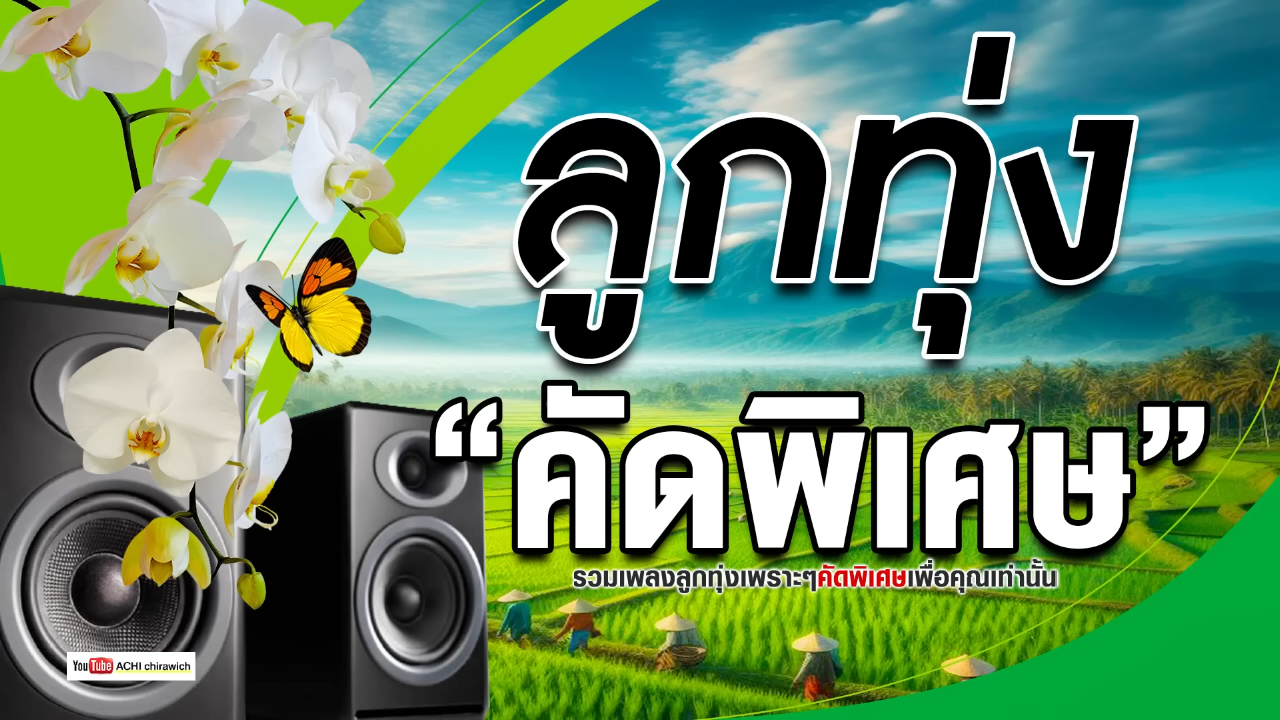 ลูกทุ่ง
“คัดพิเศษ”
รวมเพลงลูกทุ่งเพราะๆคัดพิเศษเพื่อคุณเท่านั้น
YouTube ACHI chirawich